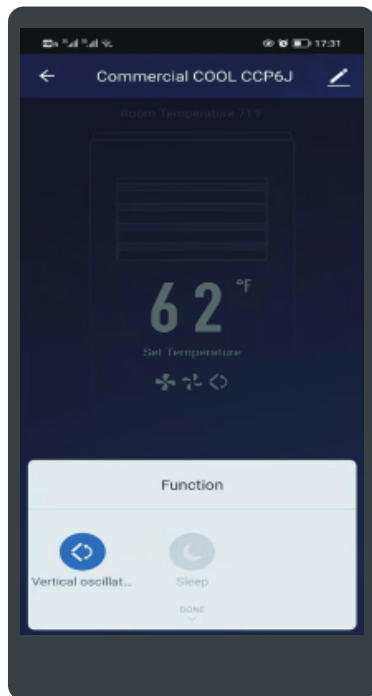 17:31
Commercial COOL CCP6J
Room Temperature 71°F
62 °F
Set Temperature
Function
Vertical oscillat... Sleep
DONE